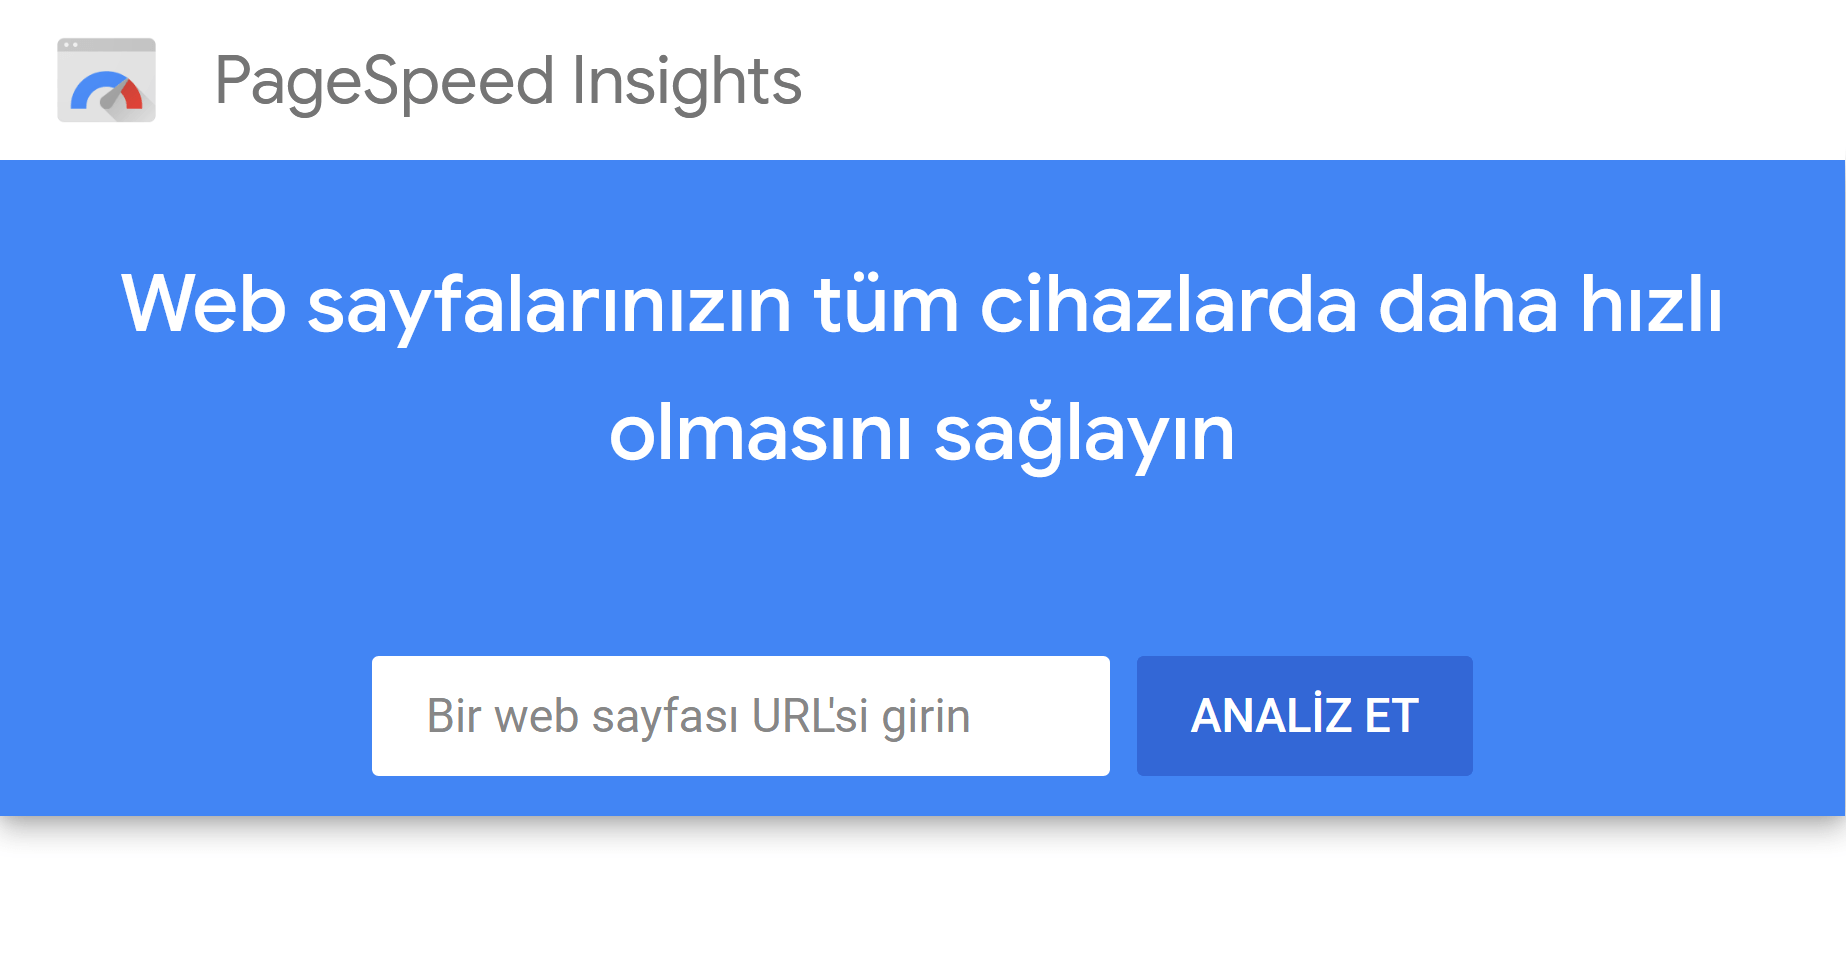 PageSpeed Insights
Web sayfalarınızın tüm cihazlarda daha hızlı
olmasını sağlayın
Bir web sayfası URL'si girin
ANALİZ ET